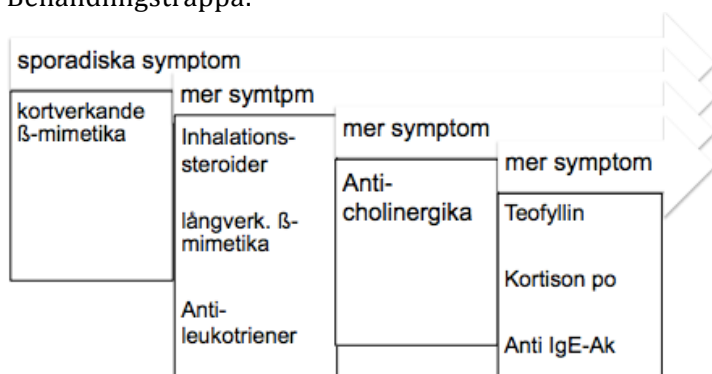 Behandlingstrappa:
sporadiska symptom
kortverkande
ß-mimetika
mer symtpm
Inhalations-
steroider
långverk. ß-
mimetika
Anti-
leukotriener
mer symptom
Anti-
cholinergika
mer symptom
Teofyllin
Kortison po
Anti IgE-Ak